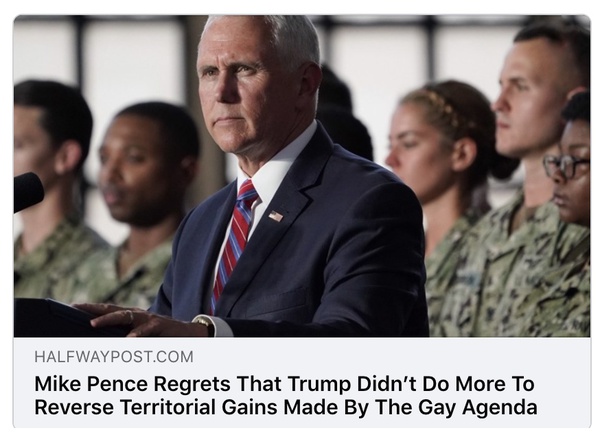 HALFWAYPOST.COM
Mike Pence Regrets That Trump Didn’t Do More To
Reverse Territorial Gains Made By The Gay Agenda